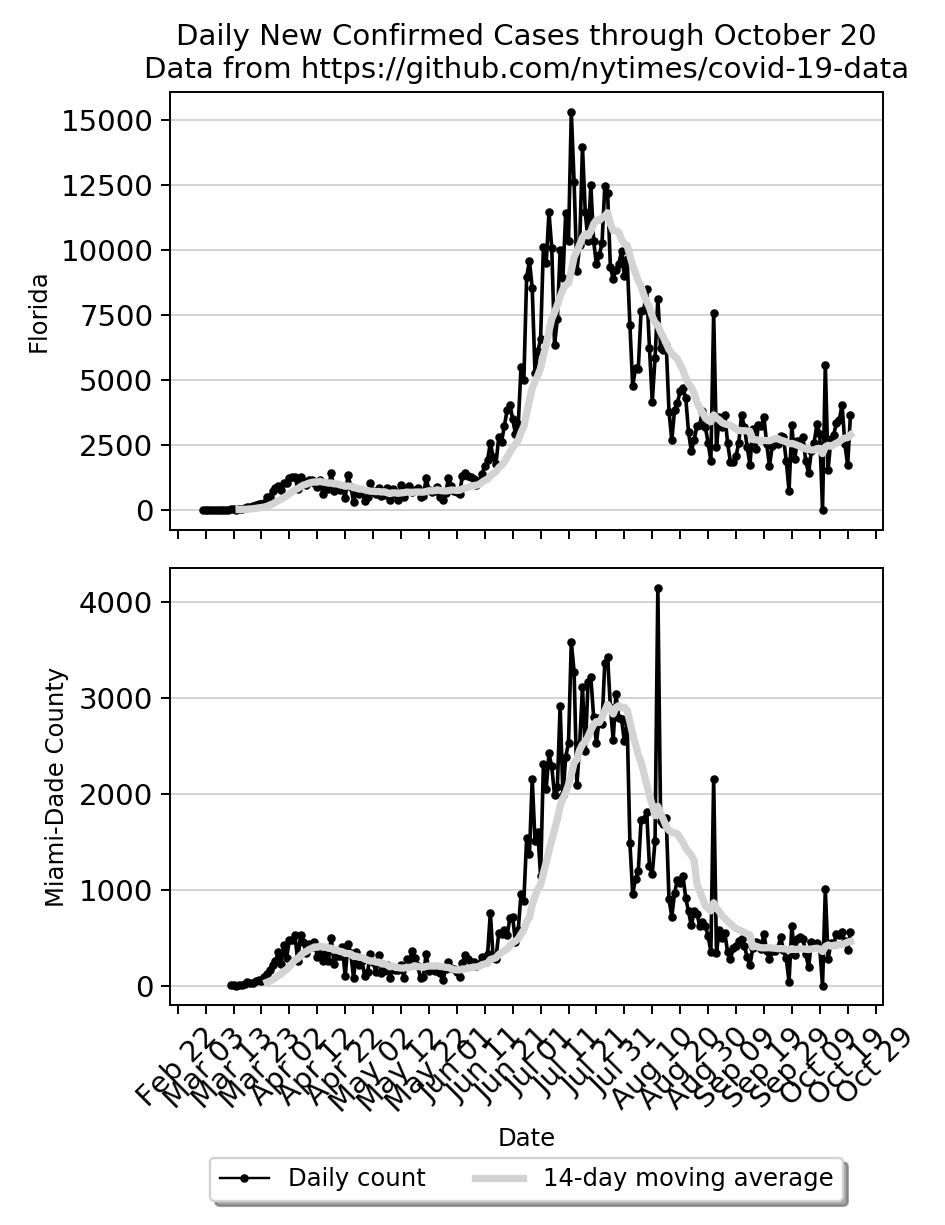 Daily New Confirmed Cases through October 20
Data from https://github.com/nytimes/covid-19-data
15000
12500
10000
7500
5000
2500
0
Florida
4000
3000
2000
1000
0
Miami-Dade County
Feb 22
Mar 03
Mar 13
Mar 23
Apr 02
Apr 12
Apr 22
May 02
May 12
May 22
Jun 01
Jun 11
Jun 21
Jul 01
Jul 11
Jul 21
Jul 31
Aug 10
Aug 20
Aug 30
Sep 09
Sep 19
Sep 29
Oct 09
Oct 19
Oct 29
Date
Daily count
14-day moving average